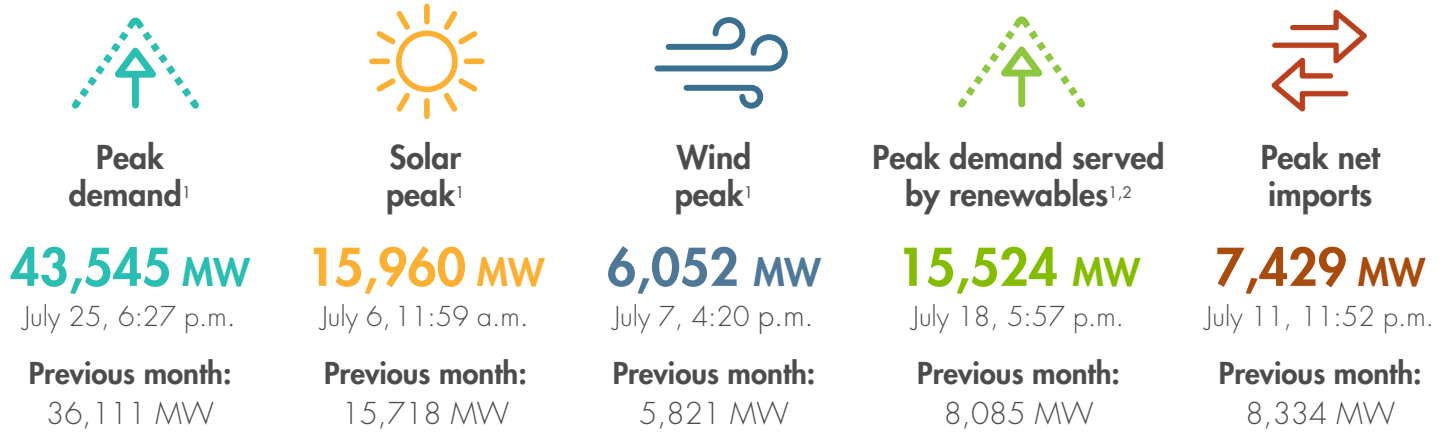 Peak
demand¹
43,545 MW
July 25, 6:27 p.m.
Previous month:
36,111 MW
Solar
peak¹
15,960 MW
July 6, 11:59 a.m.
Previous month:
15,718 MW
Wind
peak¹
6,052 MW
July 7, 4:20 p.m.
Previous month:
5,821 MW
Peak demand served
by renewables¹,²
15,524 MW
July 18, 5:57 p.m.
Previous month:
8,085 MW
Peak net
imports
7,429 MW
July 11, 11:52 p.m.
Previous month:
8,334 MW